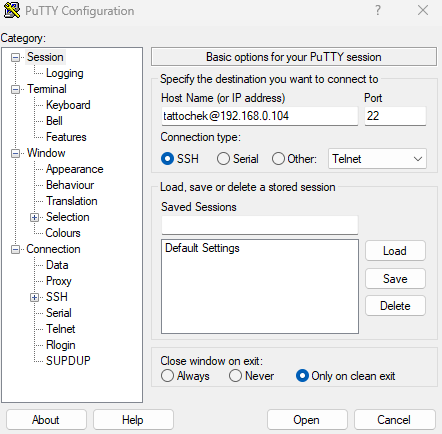 PuTTY Configuration ? ×
Category:
Session
Logging
Terminal
Keyboard
Bell
Features
Window
Appearance
Behaviour
Translation
Selection
Colours
Connection
Data
Proxy
SSH
Serial
Telnet
Rlogin
SUPDUP
Basic options for your PuTTY session
Specify the destination you want to connect to
Host Name (or IP address) Port
tattochek@192.168.0.104 22
Connection type:
SSH Serial Other: Telnet
Load, save or delete a stored session
Saved Sessions
Default Settings
Load
Save
Delete
Close window on exit:
Always Never Only on clean exit
About Help Open Cancel